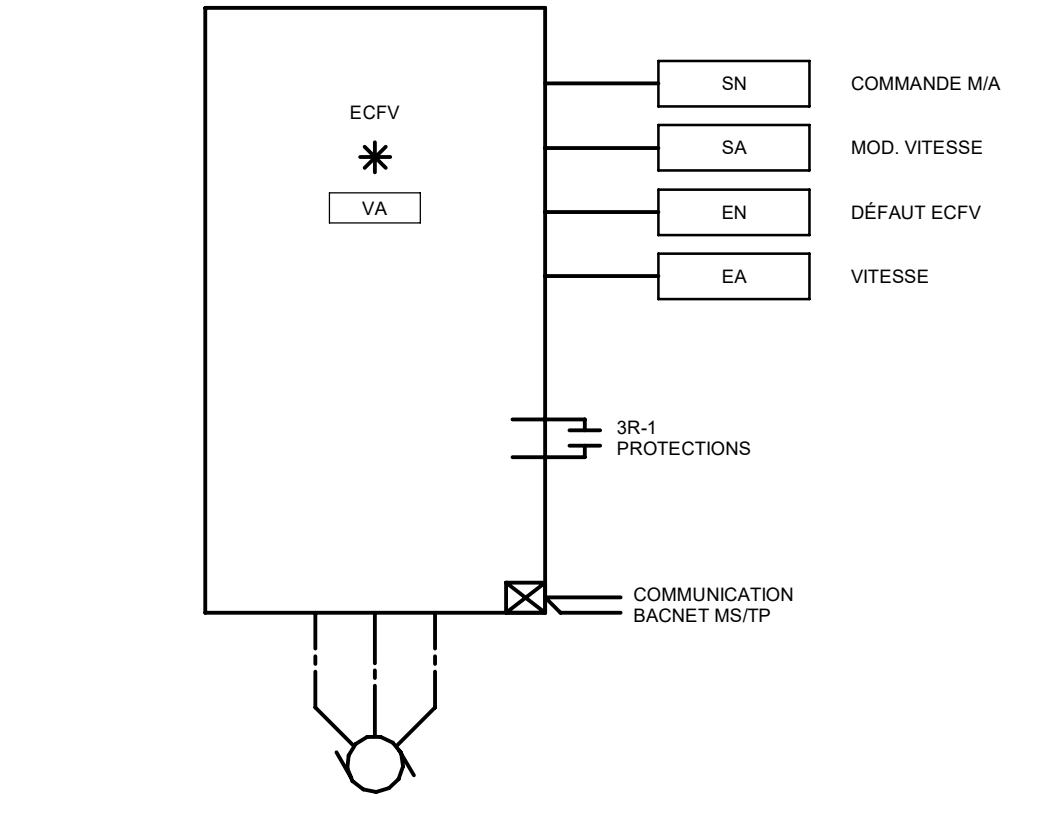 SN COMMANDE M/A
ECFV
SA MOD. VITESSE
VA
EN DÉFAUT ECFV
EA VITESSE
3R-1
PROTECTIONS
COMMUNICATION
BACNET MS/TP